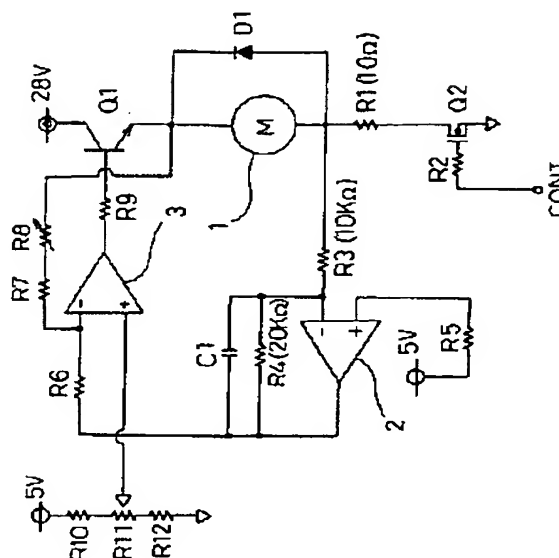 28V
Q1
D1
R9
R8
R7
3
1
M
R1(10Ω)
Q2
R2
CONT
R3(10KΩ)
R6
C1
R4(20KΩ)
2
5V
R5
5V
R10
R11
R12
-
+
-
+